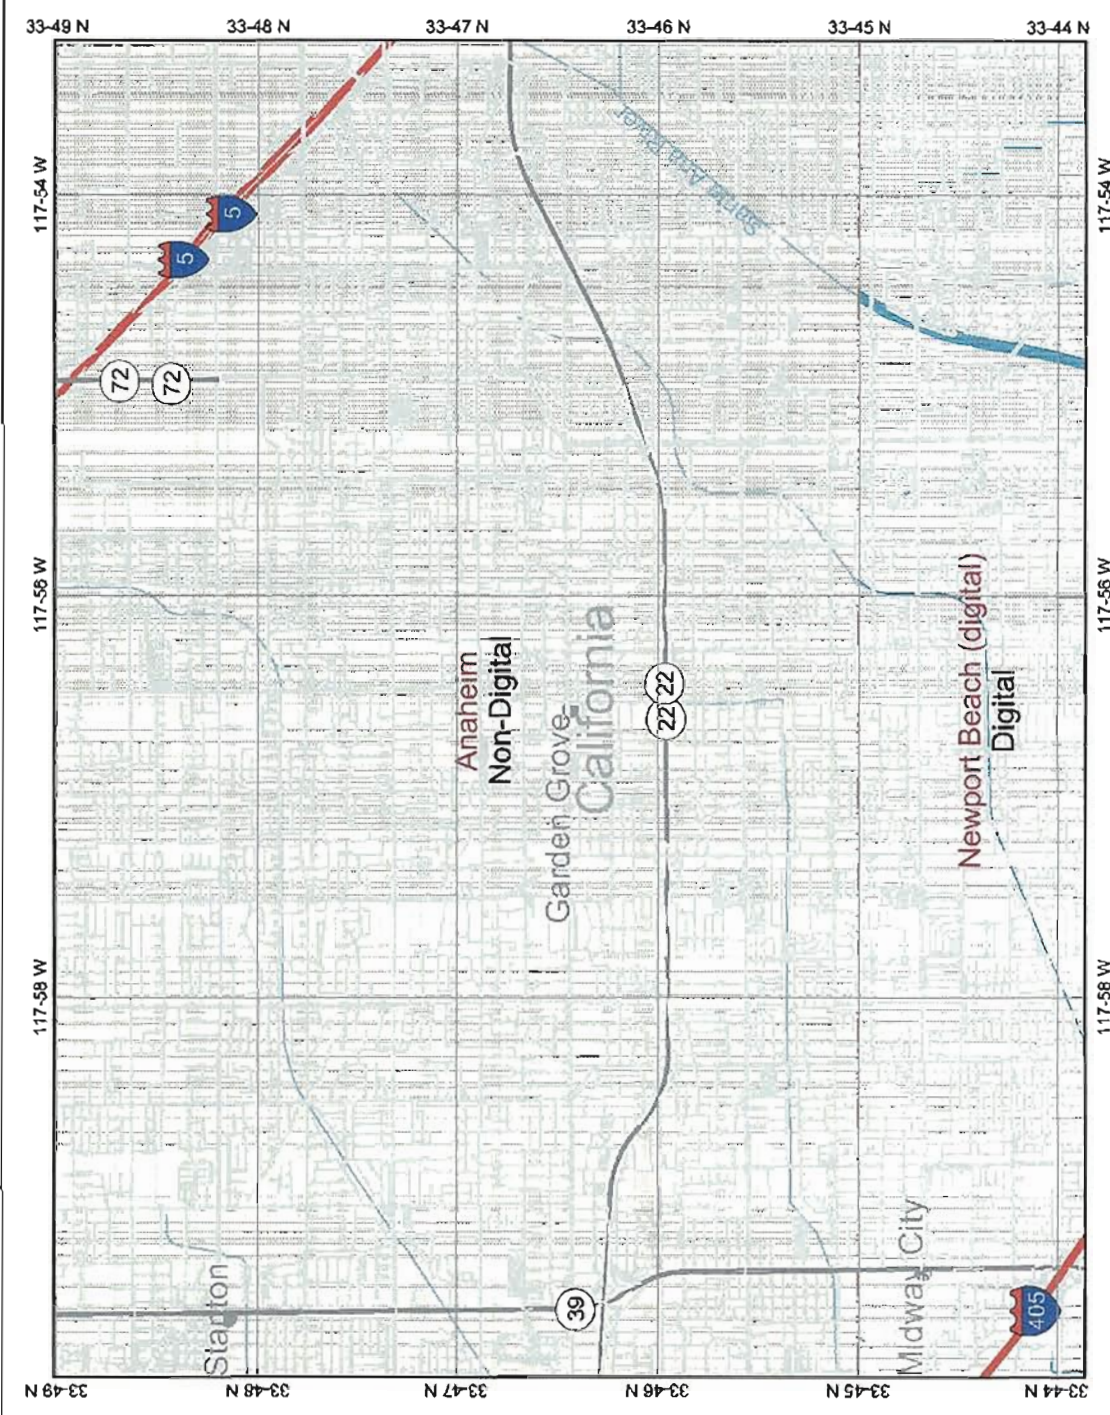 33-49 N
33-48 N
33-47 N
33-46 N
33-45 N
33-44 N
117-54 W
117-54 W
5
5
Santa Ana River
72
72
117-56 W
117-56 W
Anaheim
Non-Digital
Garden Grove
California
22
22
Newport Beach (digital)
Digital
117-58 W
117-58 W
Stanton
39
Midway City
405
33-49 N
33-48 N
33-47 N
33-46 N
33-45 N
33-44 N